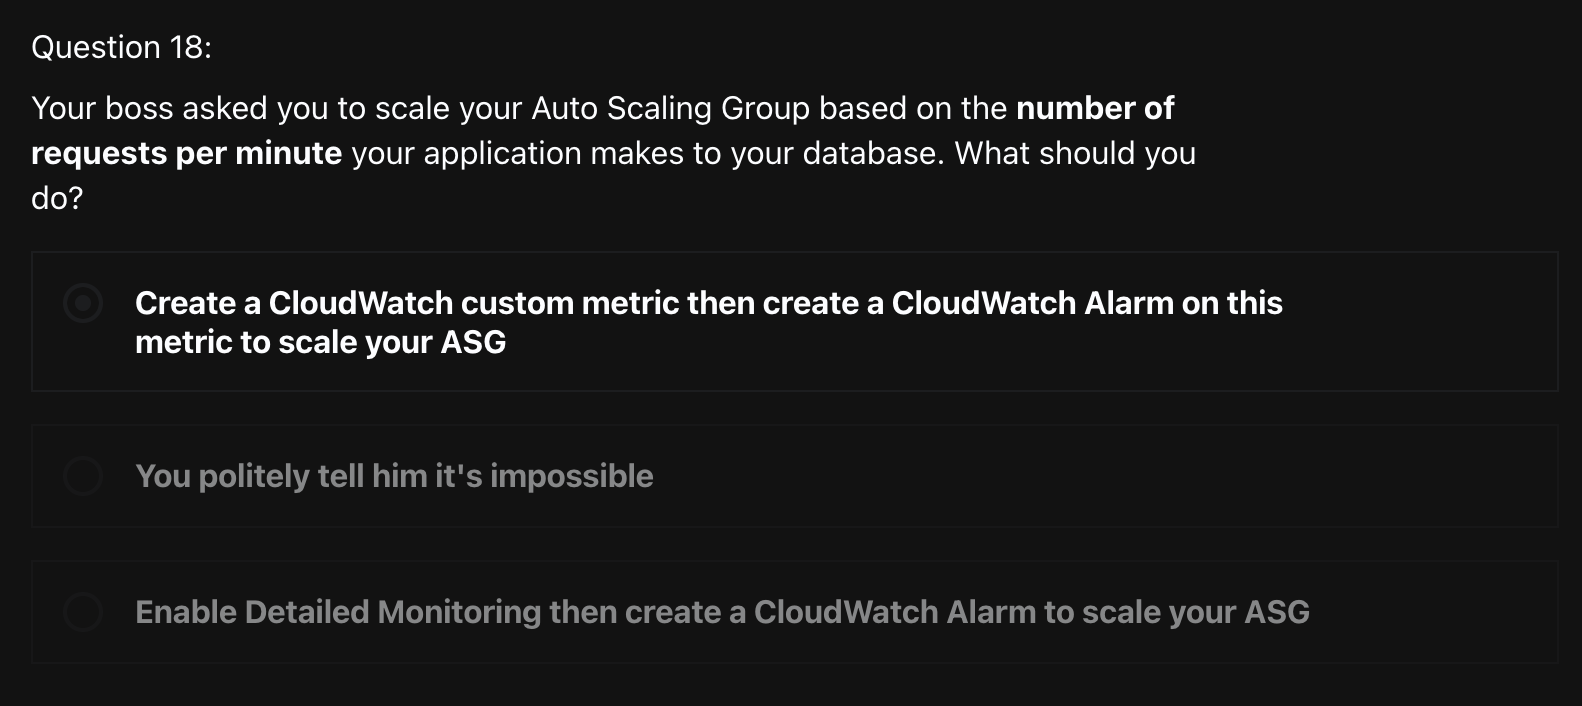 Question 18:
Your boss asked you to scale your Auto Scaling Group based on the number of
requests per minute your application makes to your database. What should you
do?
Create a CloudWatch custom metric then create a CloudWatch Alarm on this
metric to scale your ASG
You politely tell him it's impossible
Enable Detailed Monitoring then create a CloudWatch Alarm to scale your ASG